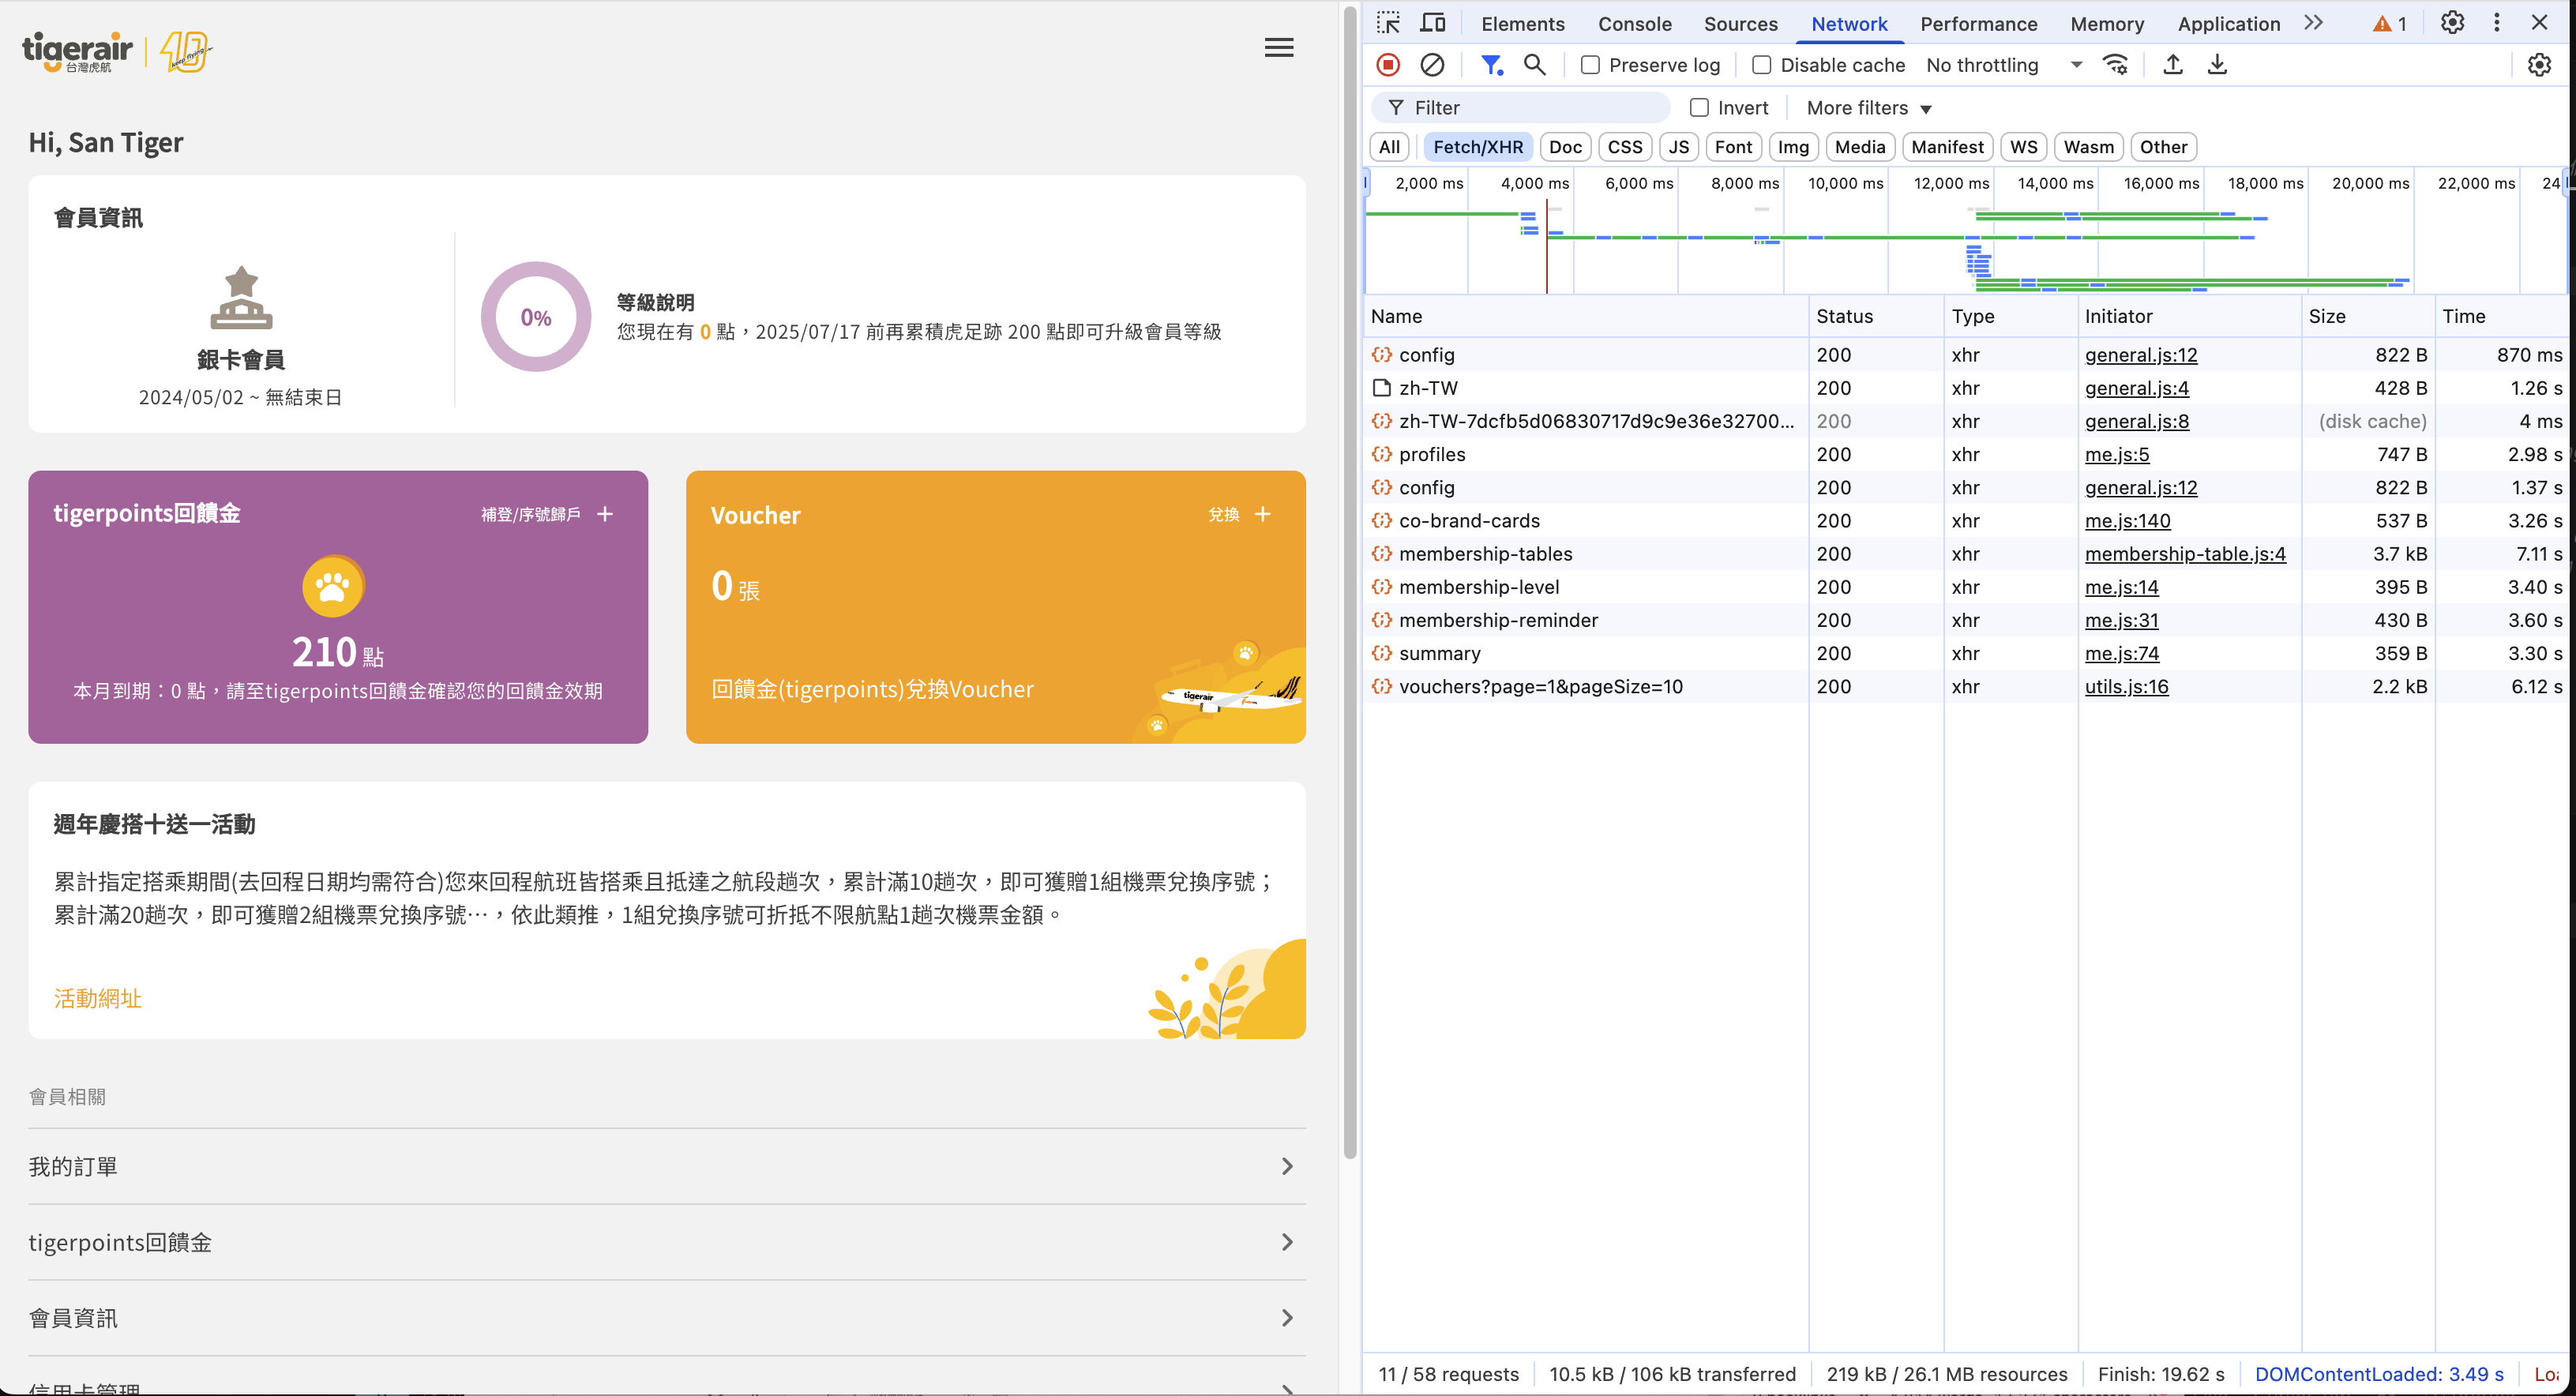 tigerair
台灣虎航
keep flying
Hi, San Tiger
會員資訊
銀卡會員
2024/05/02 ~ 無結束日
0%
等級說明
您現在有 0 點，2025/07/17 前再累積虎足跡 200 點即可升級會員等級
tigerpoints回饋金
補登/序號歸戶
210 點
本月到期：0 點，請至tigerpoints回饋金確認您的回饋金效期
Voucher
兌換
0 張
回饋金(tigerpoints)兌換Voucher
tigerair
週年慶搭十送一活動
累計指定搭乘期間(去回程日期均需符合)您來回程航班皆搭乘且抵達之航段趟次，累計滿10趟次，即可獲贈1組機票兌換序號；
累計滿20趟次，即可獲贈2組機票兌換序號…，依此類推，1組兌換序號可折抵不限航點1趟次機票金額。
活動網址
會員相關
我的訂單
tigerpoints回饋金
會員資訊
信用卡管理
Elements Console Sources Network Performance Memory Application 1
Preserve log Disable cache No throttling
Filter Invert More filters
All Fetch/XHR Doc CSS JS Font Img Media Manifest WS Wasm Other
2,000 ms 4,000 ms 6,000 ms 8,000 ms 10,000 ms 12,000 ms 14,000 ms 16,000 ms 18,000 ms 20,000 ms 22,000 ms 24
Name Status Type Initiator Size Time
config 200 xhr general.js:12 822 B 870 ms
zh-TW 200 xhr general.js:4 428 B 1.26 s
zh-TW-7dcfb5d06830717d9c9e36e32700... 200 xhr general.js:8 (disk cache) 4 ms
profiles 200 xhr me.js:5 747 B 2.98 s
config 200 xhr general.js:12 822 B 1.37 s
co-brand-cards 200 xhr me.js:140 537 B 3.26 s
membership-tables 200 xhr membership-table.js:4 3.7 kB 7.11 s
membership-level 200 xhr me.js:14 395 B 3.40 s
membership-reminder 200 xhr me.js:31 430 B 3.60 s
summary 200 xhr me.js:74 359 B 3.30 s
vouchers?page=1&pageSize=10 200 xhr utils.js:16 2.2 kB 6.12 s
11 / 58 requests 10.5 kB / 106 kB transferred 219 kB / 26.1 MB resources Finish: 19.62 s DOMContentLoaded: 3.49 s